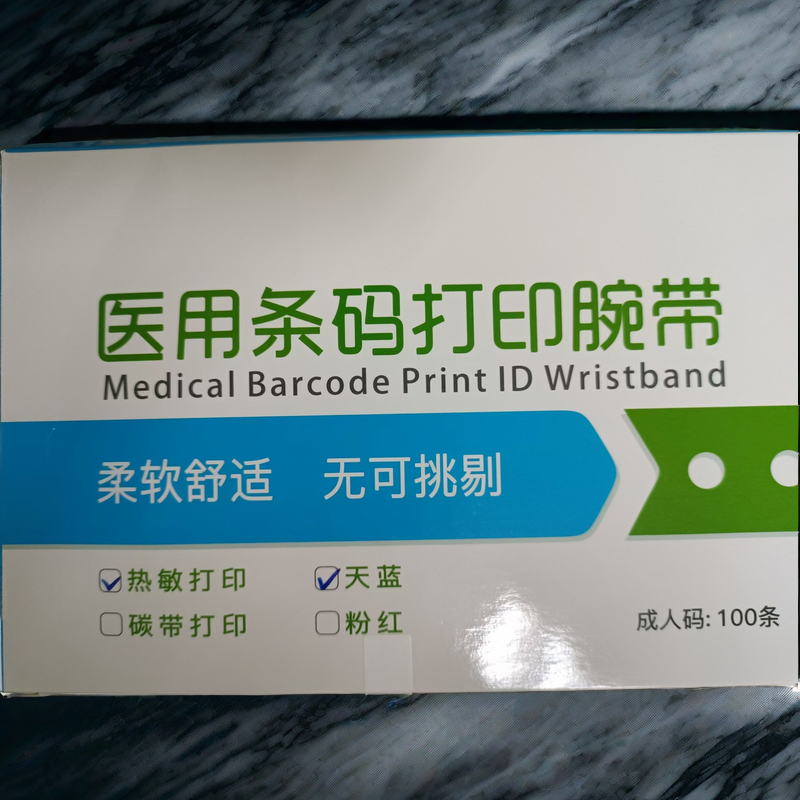 医用条码打印腕带
Medical Barcode Print ID Wristband
柔软舒适 无可挑剔
热敏打印 天蓝
碳带打印 粉红
成人码: 100条